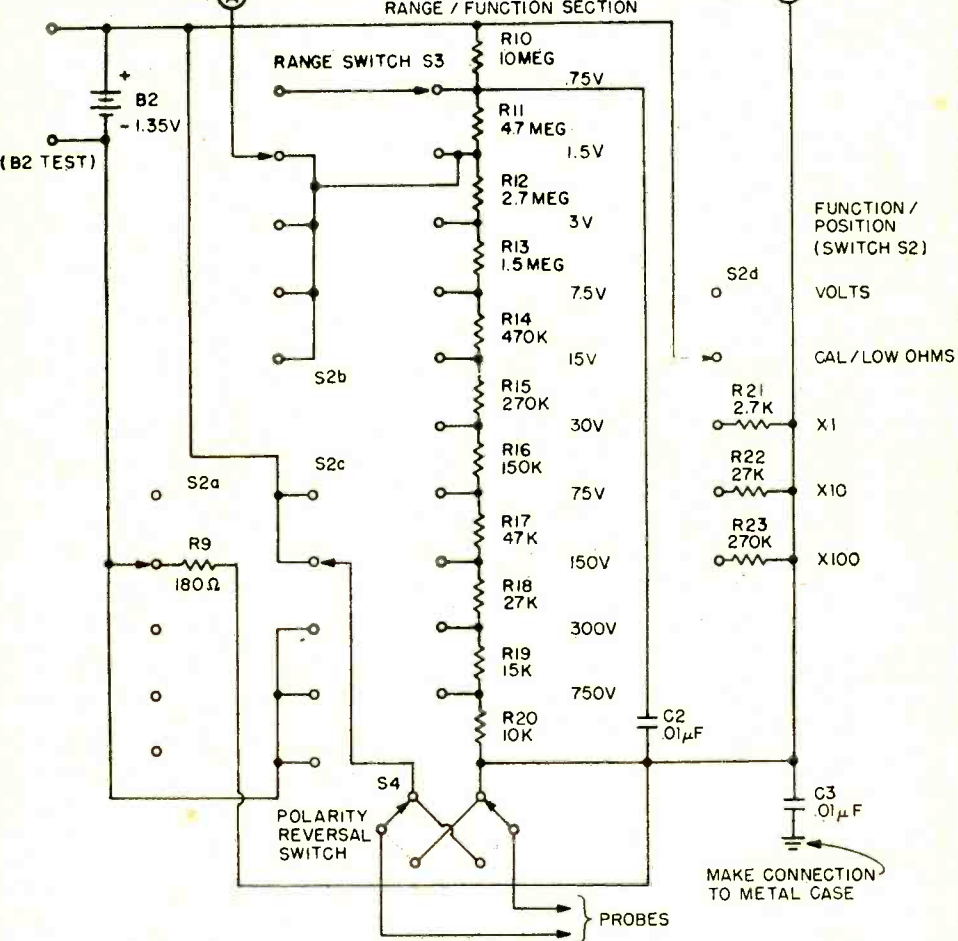 A
RANGE / FUNCTION SECTION
R10
10MEG
RANGE SWITCH S3
.75V
+
B2
- 1.35V
R11
4.7 MEG
1.5V
(B2 TEST)
R12
2.7MEG
3V
FUNCTION /
POSITION
(SWITCH S2)
R13
1.5MEG
7.5V
S2d
VOLTS
R14
470K
15V
CAL/LOW OHMS
S2b
R15
270K
30V
R21
2.7K
X1
R16
150K
75V
R22
27K
X10
S2a
S2c
R17
47K
150V
R23
270K
X100
R9
180Ω
R18
27K
300V
R19
15K
750V
R20
10K
C2
.01μF
S4
C3
.01μF
POLARITY
REVERSAL
SWITCH
MAKE CONNECTION
TO METAL CASE
PROBES